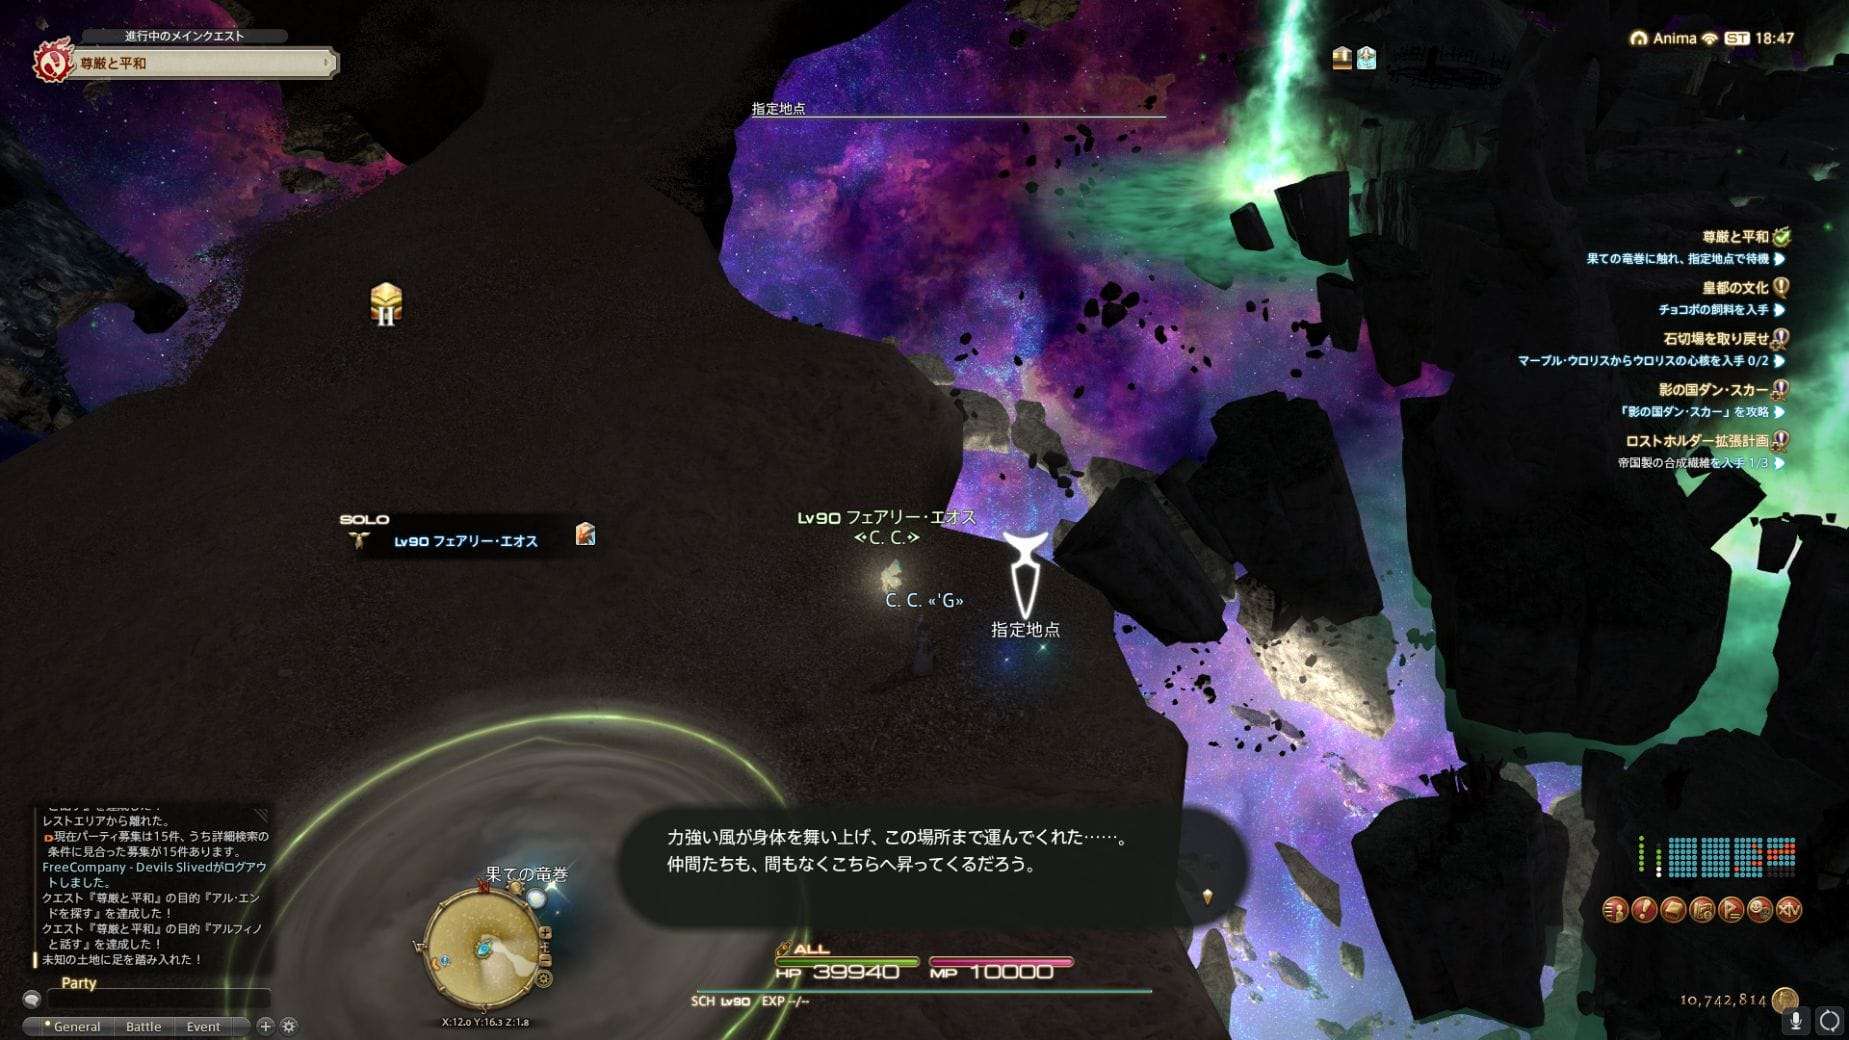 進行中のメインクエスト
尊厳と平和
Anima ST 18:47
指定地点
尊厳と平和
果ての竜巻に触れ、指定地点で待機
皇都の文化
チョコボの飼料を入手
石切場を取り戻せ
マーブル・ウロリスからウロリスの心核を入手 0/2
影の国ダン・スカー
「影の国ダン・スカー」を攻略
ロストホルダー拡張計画
帝国製の合成繊維を入手 1/3
H
SOLO
Lv90 フェアリー・エオス
Lv90 フェアリー・エオス
<C. C.>
C. C. «'G»
指定地点
力強い風が身体を舞い上げ、この場所まで運んでくれた……。
仲間たちも、間もなくこちらへ昇ってくるだろう。
レストエリアから離れた。
現在パーティ募集は15件、うち詳細検索の
条件に見合った募集が15件あります。
FreeCompany - Devils Slivedがログアウ
トしました。
クエスト『尊厳と平和』の目的『アル・エン
ドを探す』を達成した！
クエスト『尊厳と平和』の目的『アルフィノ
と話す』を達成した！
未知の土地に足を踏み入れた！
Party
General Battle Event
果ての竜巻
N
X:12.0 Y:16.3 Z:1.8
ALL
HP 39940 MP 10000
SCH Lv90 EXP --/--
XIV
10,742,814